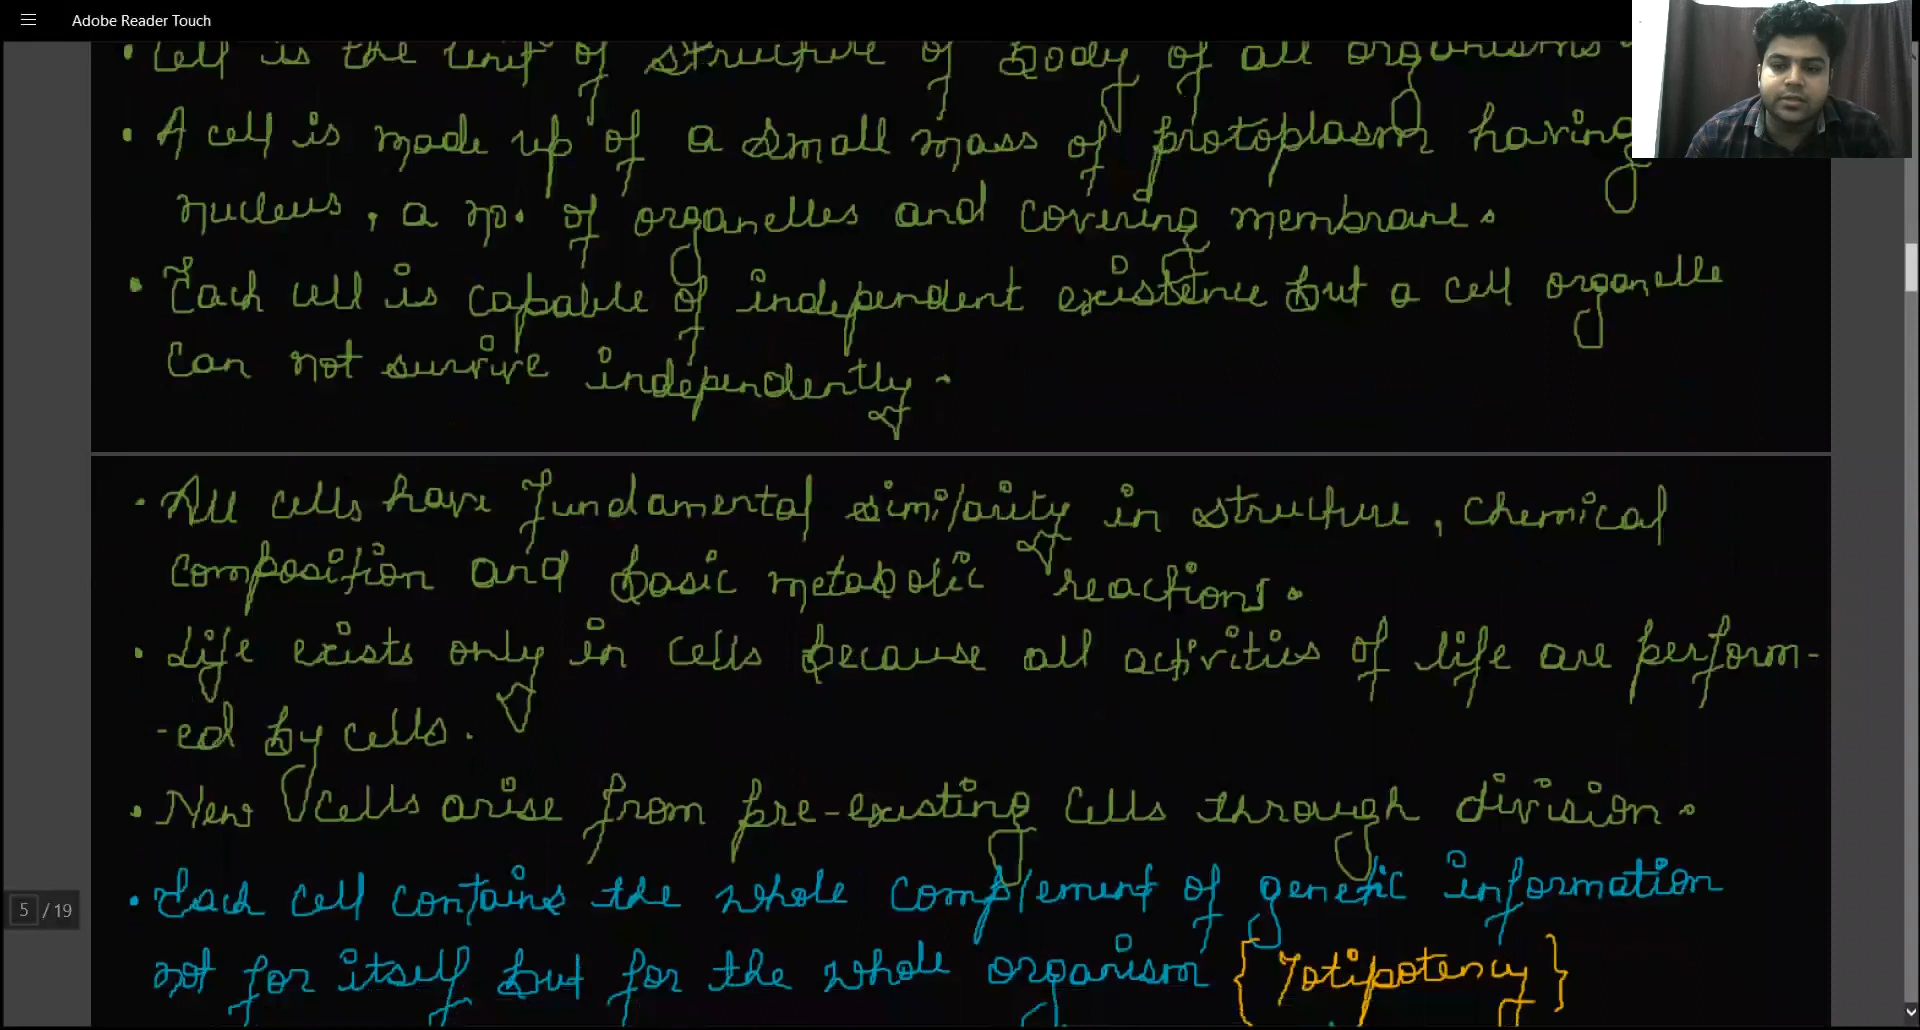 Adobe Reader Touch
• Cell is the unit of structure of body of all organisms.
• A cell is made up of a small mass of protoplasm having
nucleus, a no. of organelles and covering membrane.
• Each cell is capable of independent existence but a cell organelle
can not survive independently.
• All cells have fundamental similarity in structure, chemical
composition and basic metabolic reactions.
• Life exists only in cells because all activities of life are perform-
-ed by cells.
• New cells arise from pre-existing cells through division.
• Each cell contains the whole complement of genetic information
not for itself but for the whole organism { Totipotency }
5 / 19